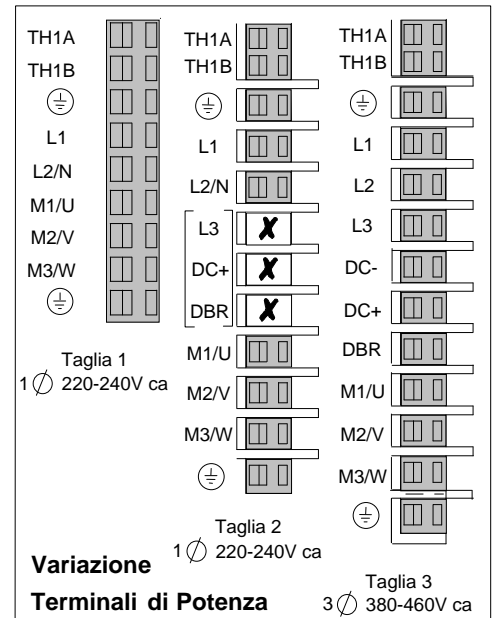 TH1A
TH1B
L1
L2/N
M1/U
M2/V
M3/W
Taglia 1
1 220-240V ca
TH1A
TH1B
L1
L2/N
L3
DC+
DBR
M1/U
M2/V
M3/W
Taglia 2
1 220-240V ca
TH1A
TH1B
L1
L2
L3
DC-
DC+
DBR
M1/U
M2/V
M3/W
Taglia 3
3 380-460V ca
Variazione
Terminali di Potenza